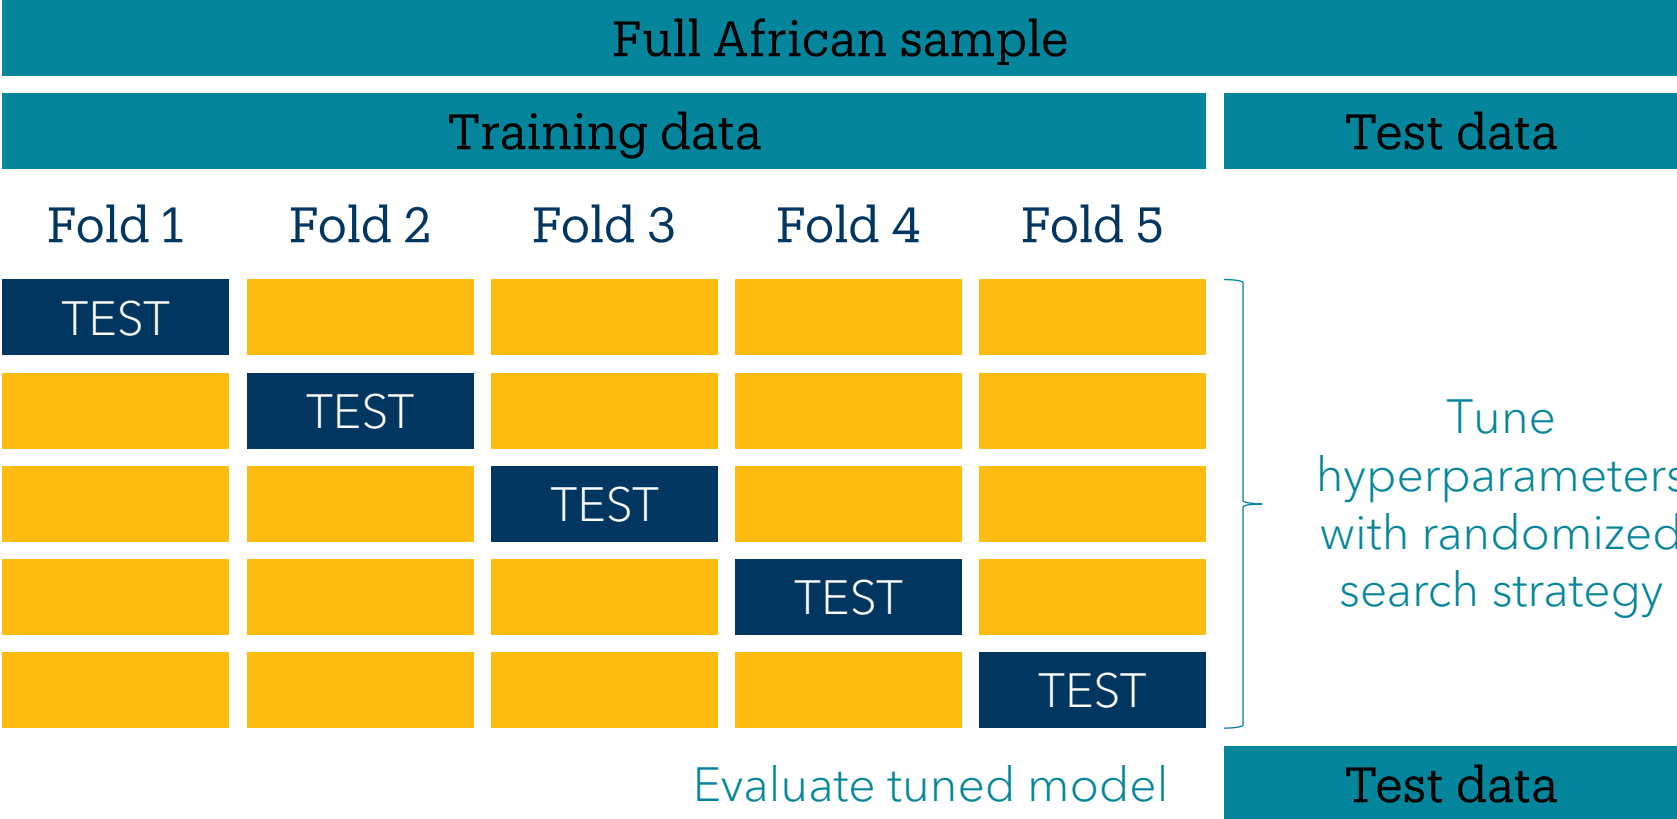 Full African sample
Training data
Test data
Fold 1
Fold 2
Fold 3
Fold 4
Fold 5
TEST
TEST
TEST
TEST
TEST
Tune
hyperparameters
with randomized
search strategy
Evaluate tuned model
Test data